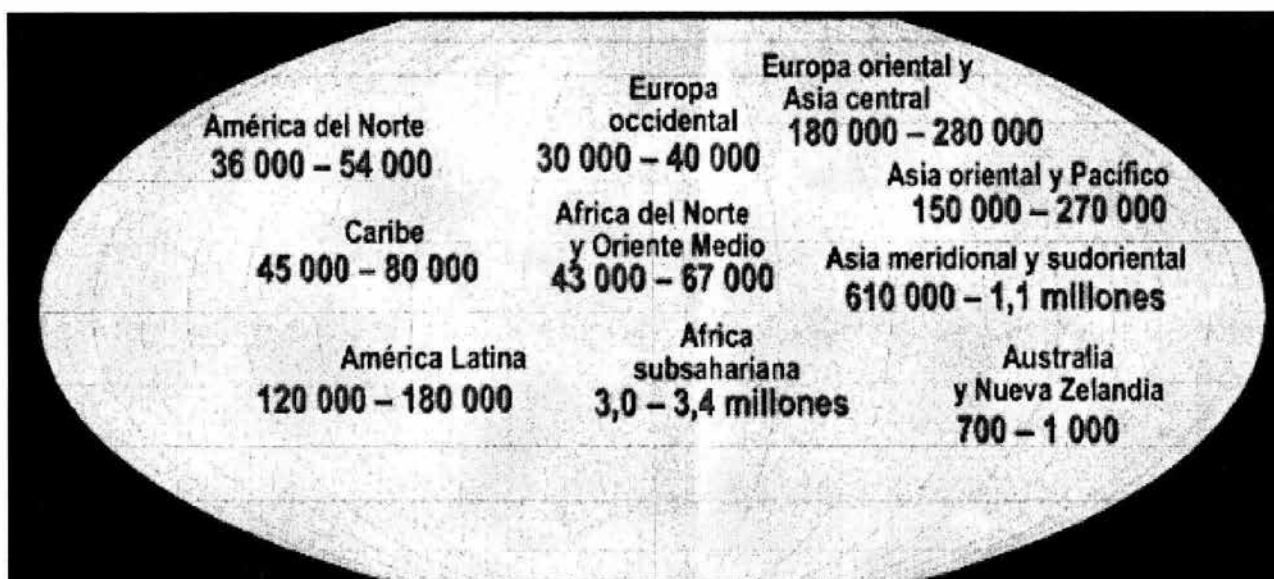 América del Norte
36 000 – 54 000
Europa
occidental
30 000 – 40 000
Europa oriental y
Asia central
180 000 – 280 000
Asia oriental y Pacífico
150 000 – 270 000
Caribe
45 000 – 80 000
Africa del Norte
y Oriente Medio
43 000 – 67 000
Asia meridional y sudoriental
610 000 – 1,1 millones
América Latina
120 000 – 180 000
Africa
subsahariana
3,0 – 3,4 millones
Australia
y Nueva Zelandia
700 – 1 000